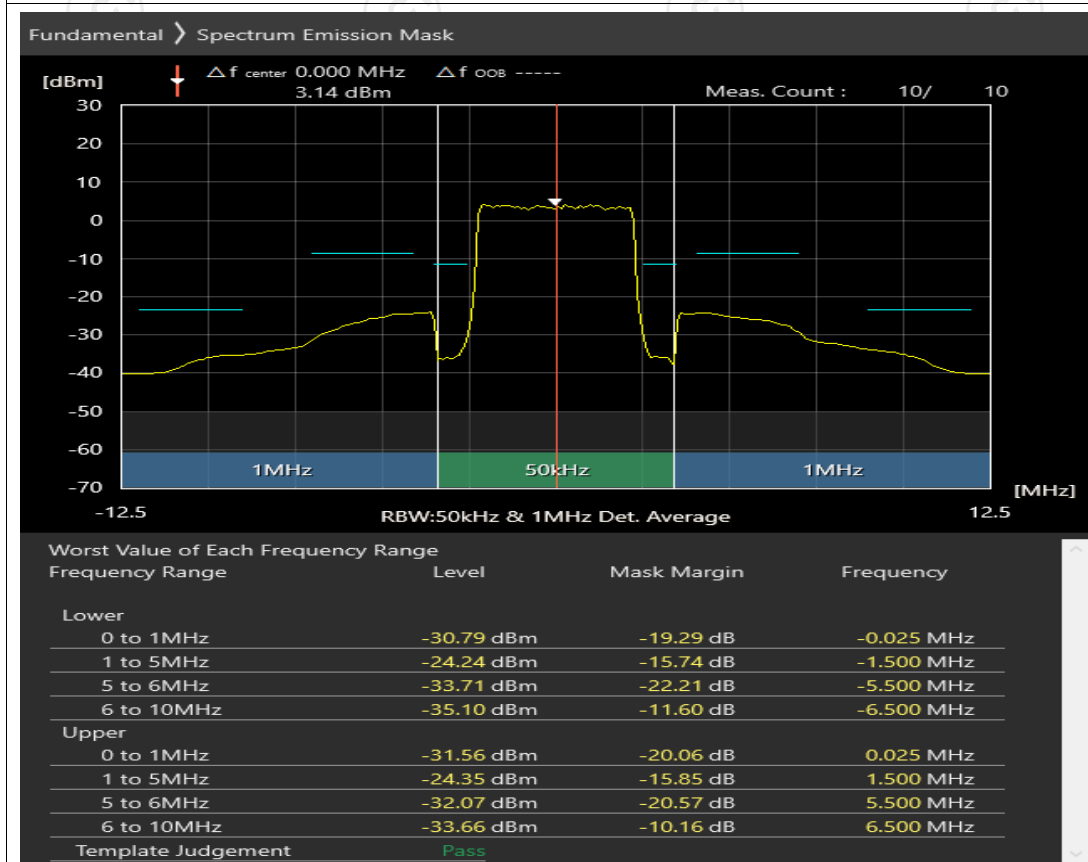 Fundamental ❯ Spectrum Emission Mask
[dBm] △f center 0.000 MHz △f OOB -----
3.14 dBm Meas. Count : 10/ 10
30
20
10
0
-10
-20
-30
-40
-50
-60
1MHz 50kHz 1MHz
-70
[MHz]
-12.5 RBW:50kHz & 1MHz Det. Average 12.5
Worst Value of Each Frequency Range
Frequency Range Level Mask Margin Frequency
Lower
0 to 1MHz -30.79 dBm -19.29 dB -0.025 MHz
1 to 5MHz -24.24 dBm -15.74 dB -1.500 MHz
5 to 6MHz -33.71 dBm -22.21 dB -5.500 MHz
6 to 10MHz -35.10 dBm -11.60 dB -6.500 MHz
Upper
0 to 1MHz -31.56 dBm -20.06 dB 0.025 MHz
1 to 5MHz -24.35 dBm -15.85 dB 1.500 MHz
5 to 6MHz -32.07 dBm -20.57 dB 5.500 MHz
6 to 10MHz -33.66 dBm -10.16 dB 6.500 MHz
Template Judgement Pass